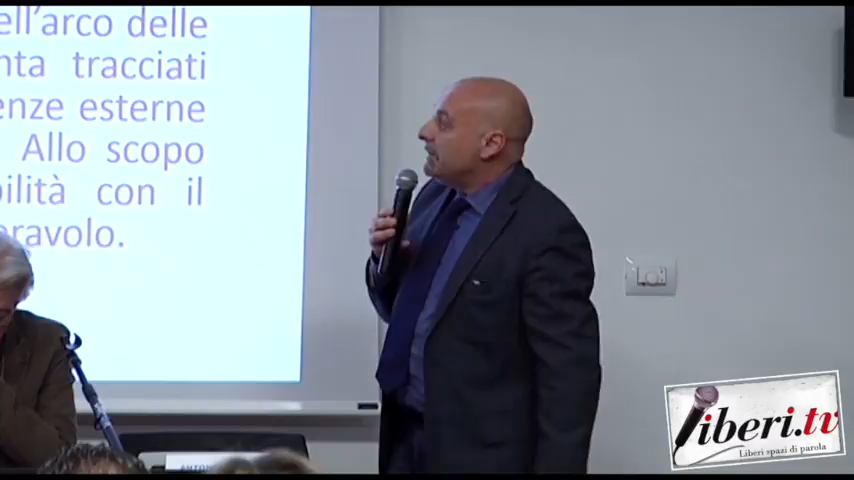 ell'arco delle
nta tracciati
enze esterne
Allo scopo
bilità con il
aravolo.
ANTON
liberi.tv
Liberi spazi di parola